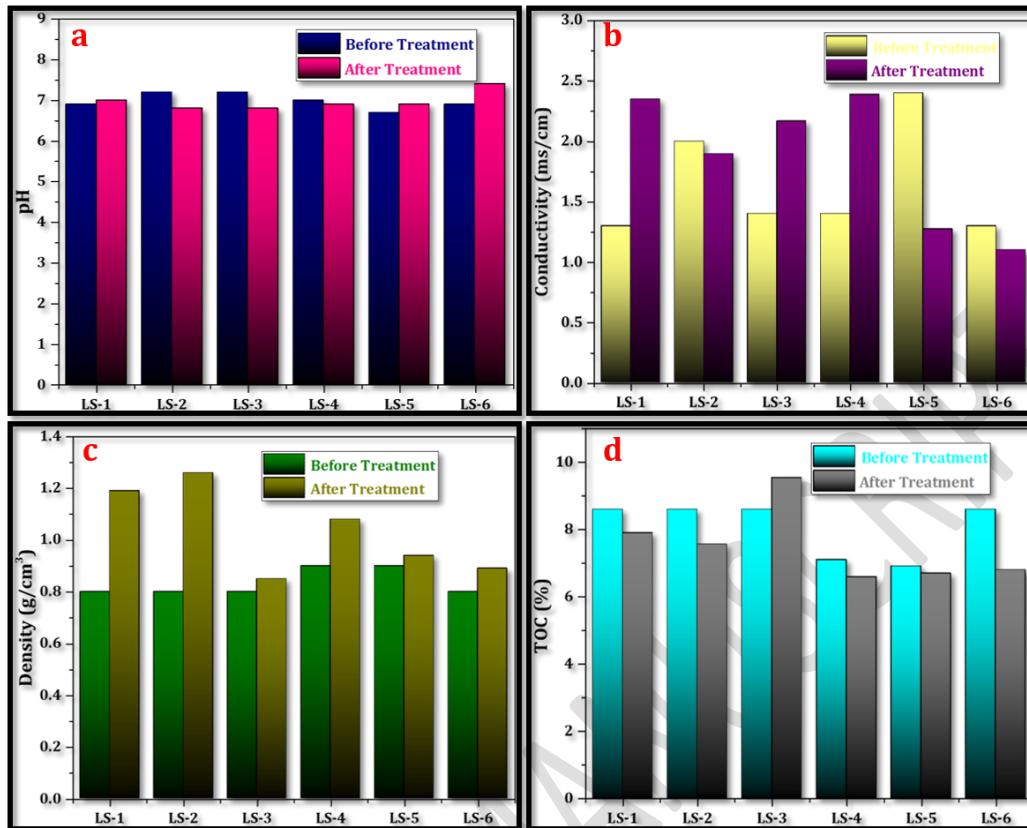 a
Before Treatment
After Treatment
pH
9
8
7
6
5
4
3
2
1
0
LS-1 LS-2 LS-3 LS-4 LS-5 LS-6
b
Before Treatment
After Treatment
Conductivity (ms/cm)
3.0
2.5
2.0
1.5
1.0
0.5
0.0
LS-1 LS-2 LS-3 LS-4 LS-5 LS-6
c
Before Treatment
After Treatment
Density (g/cm³)
1.4
1.2
1.0
0.8
0.6
0.4
0.2
0.0
LS-1 LS-2 LS-3 LS-4 LS-5 LS-6
d
Before Treatment
After Treatment
TOC (%)
10
8
6
4
2
0
LS-1 LS-2 LS-3 LS-4 LS-5 LS-6